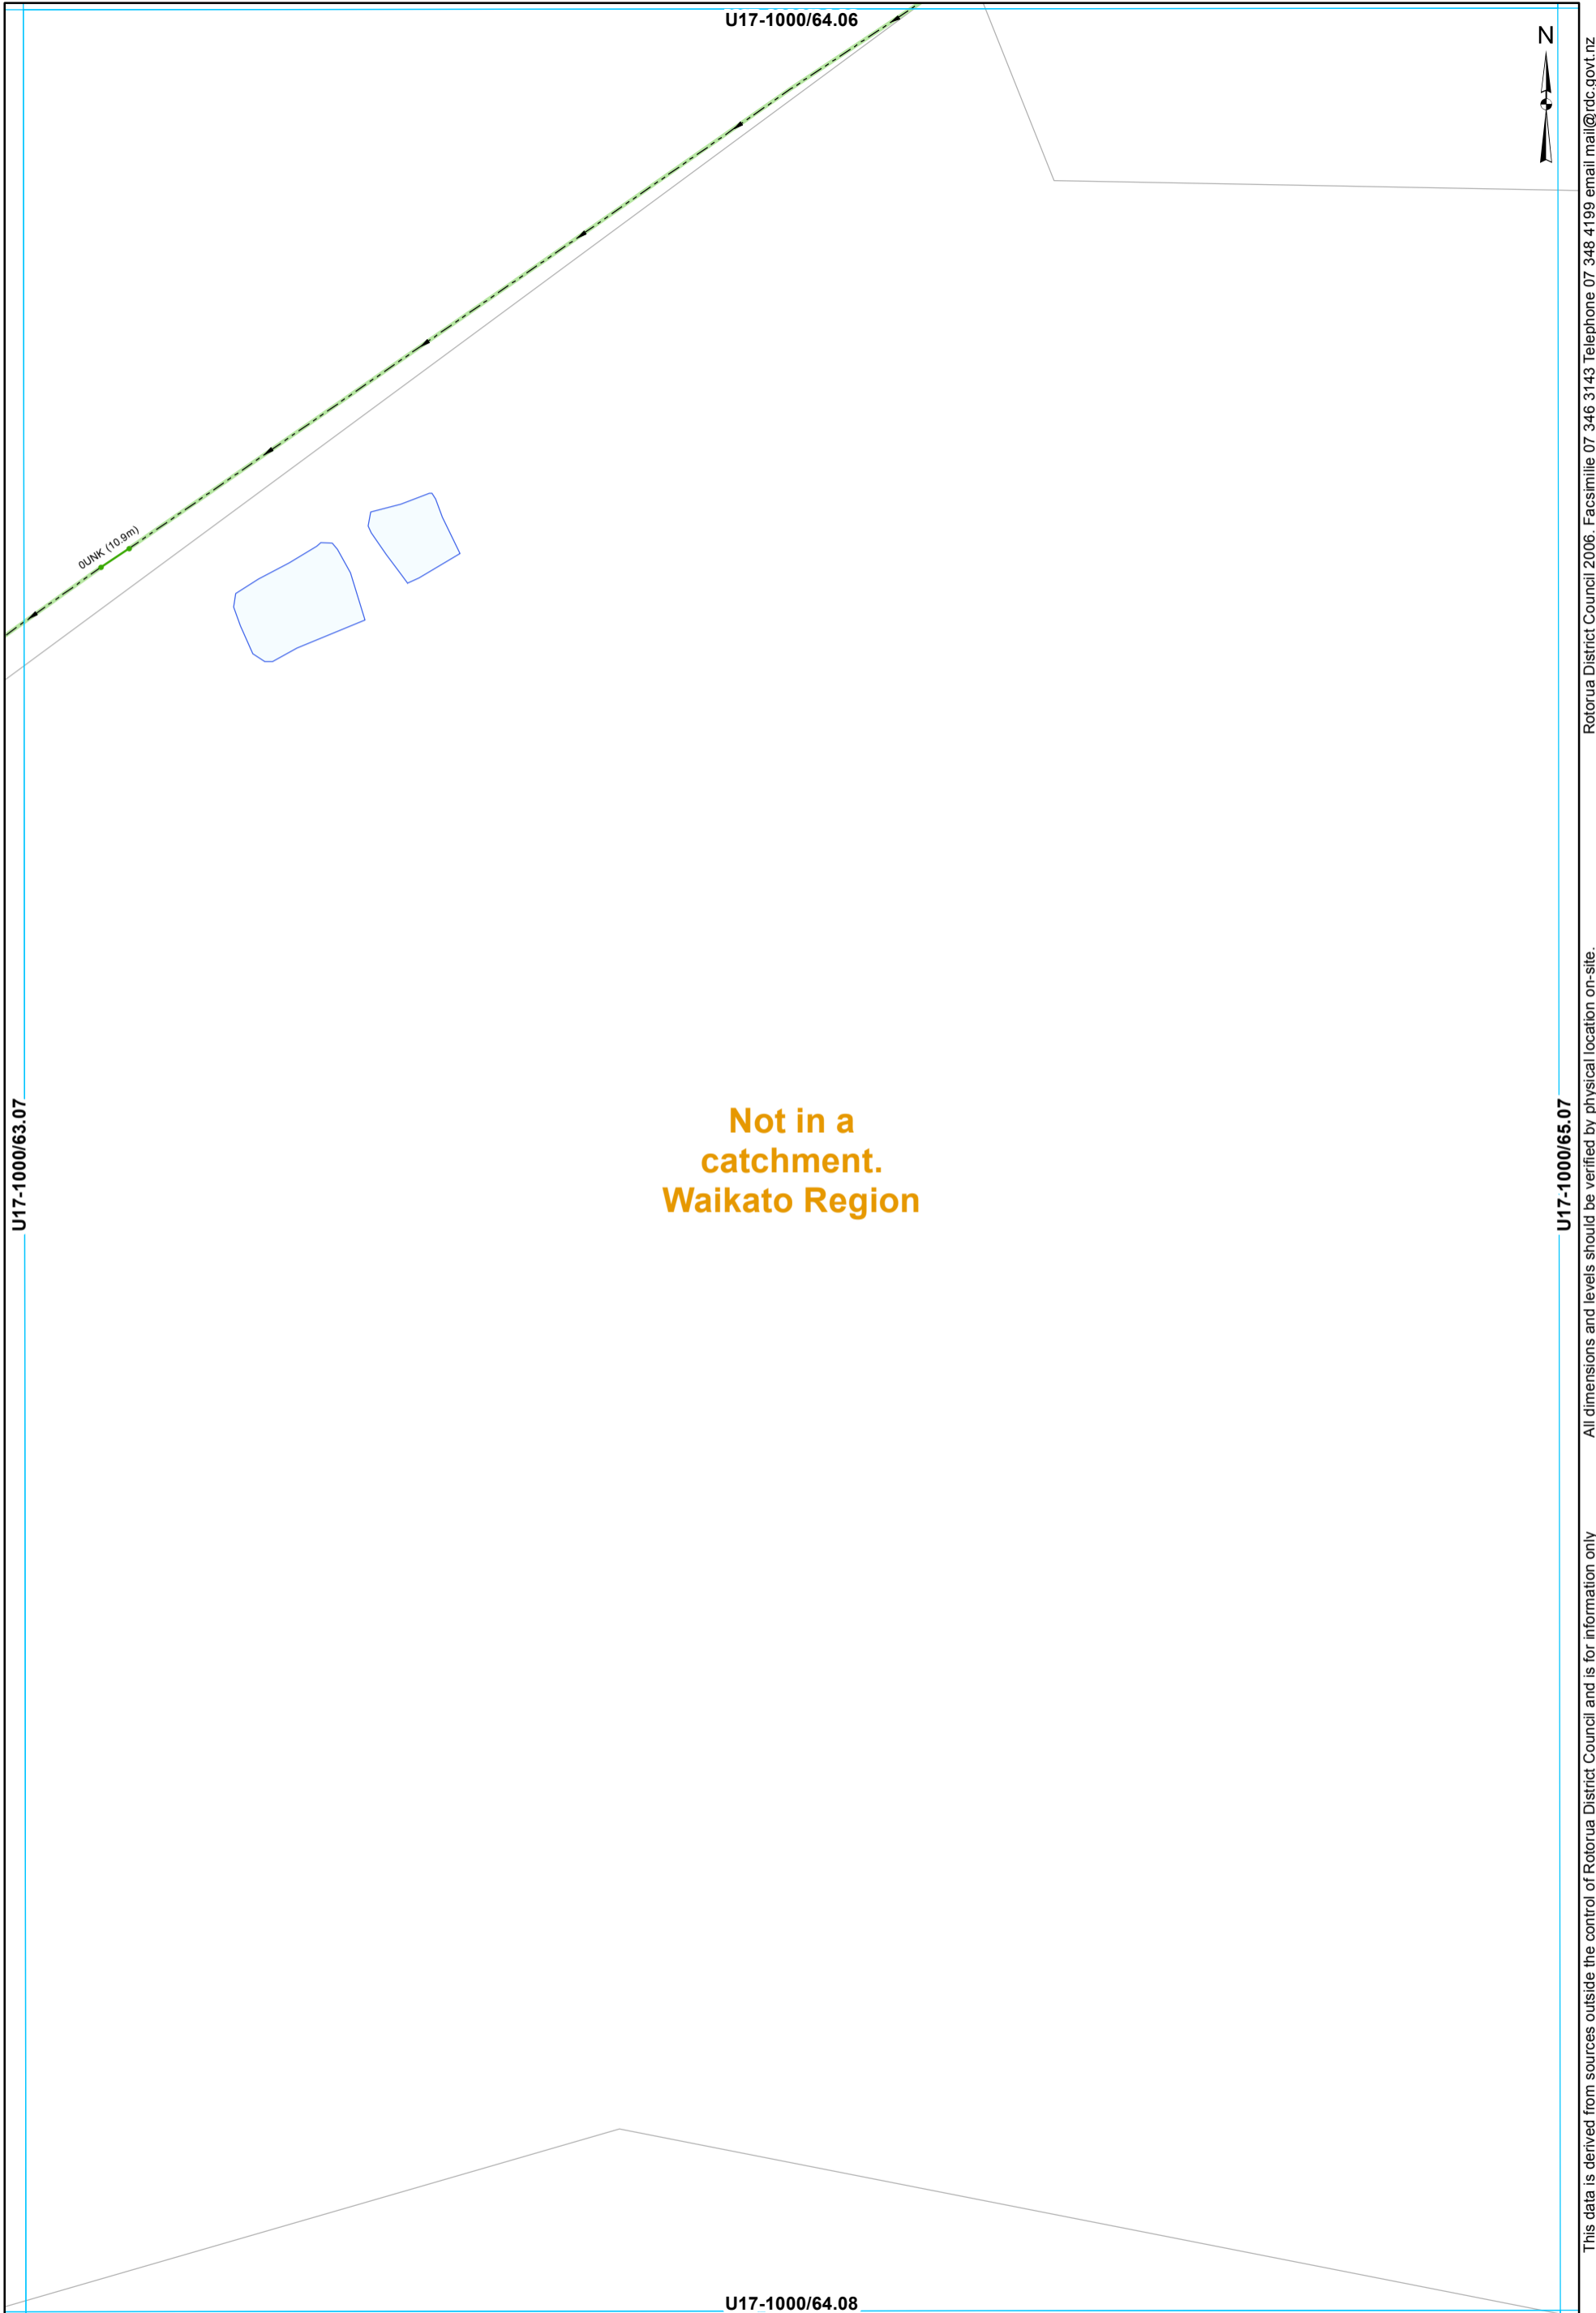 U17-1000/64.06
N
0UNK (10.9m)
U17-1000/63.07
Not in a
catchment.
Waikato Region
U17-1000/65.07
U17-1000/64.08
This data is derived from sources outside the control of Rotorua District Council and is for information only
All dimensions and levels should be verified by physical location on-site.
Rotorua District Council 2006. Facsimilie 07 346 3143 Telephone 07 348 4199 email mail@rdc.govt.nz